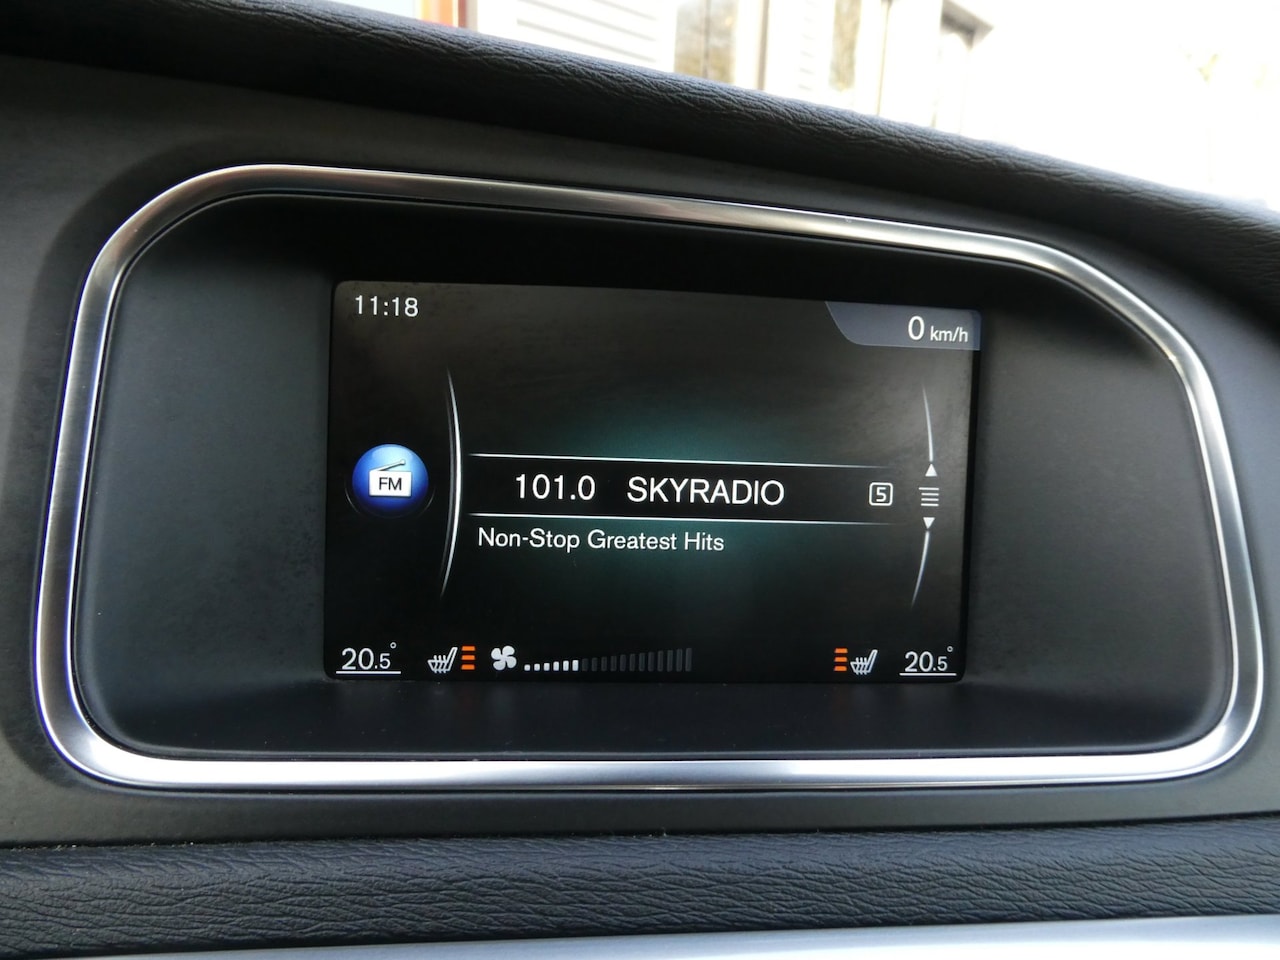 11:18
0 km/h
FM
101.0 SKYRADIO 5
Non-Stop Greatest Hits
20.5° 20.5°